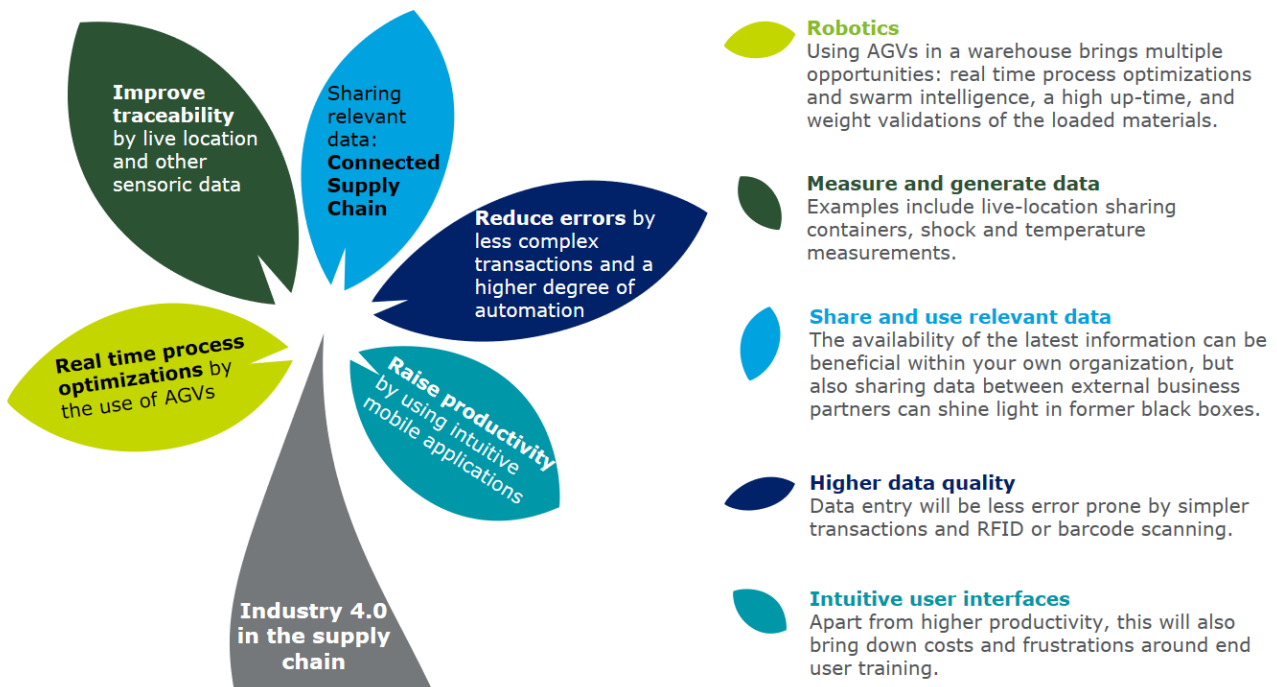 Improve
traceability
by live location
and other
sensoric data
Sharing
relevant
data:
Connected
Supply
Chain
Reduce errors by
less complex
transactions and a
higher degree of
automation
Real time process
optimizations by
the use of AGVs
Raise productivity
by using intuitive
mobile applications
Industry 4.0
in the supply
chain
Robotics
Using AGVs in a warehouse brings multiple
opportunities: real time process optimizations
and swarm intelligence, a high up-time, and
weight validations of the loaded materials.
Measure and generate data
Examples include live-location sharing
containers, shock and temperature
measurements.
Share and use relevant data
The availability of the latest information can be
beneficial within your own organization, but
also sharing data between external business
partners can shine light in former black boxes.
Higher data quality
Data entry will be less error prone by simpler
transactions and RFID or barcode scanning.
Intuitive user interfaces
Apart from higher productivity, this will also
bring down costs and frustrations around end
user training.